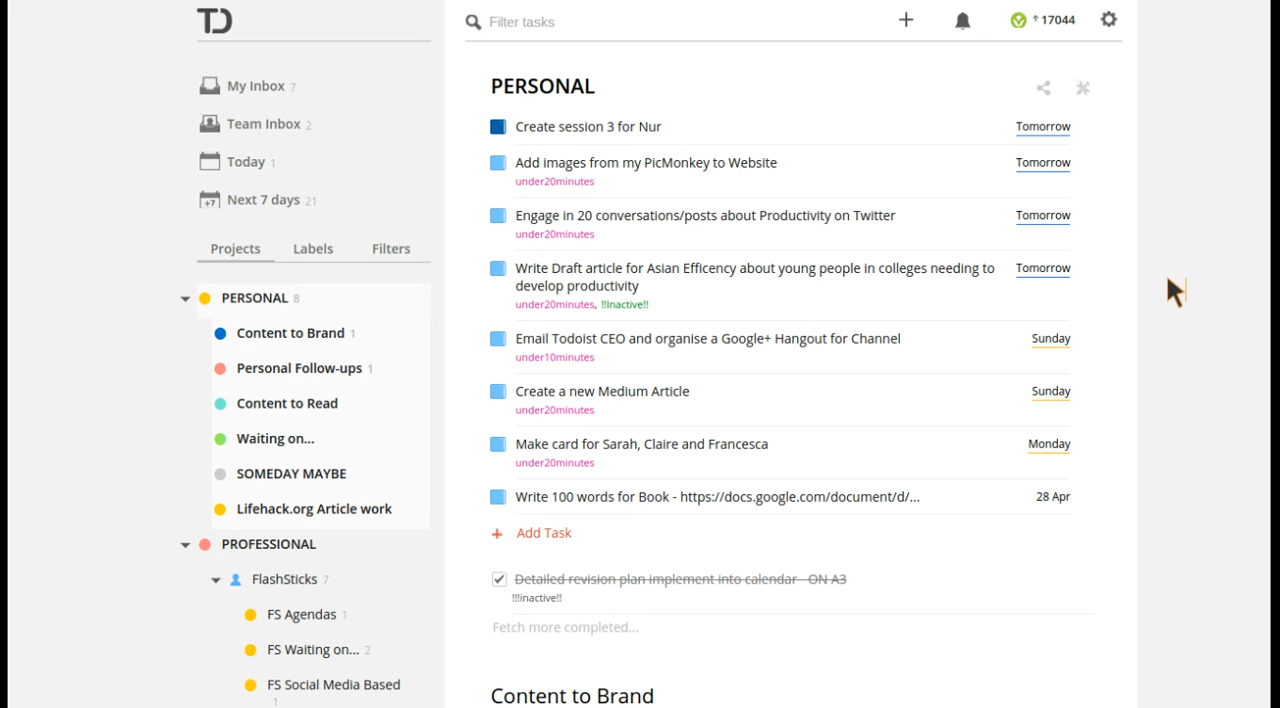 TD
Filter tasks
↑17044
My Inbox 7
Team Inbox 2
Today 1
+7 Next 7 days 21
Projects Labels Filters
PERSONAL 8
Content to Brand 1
Personal Follow-ups 1
Content to Read
Waiting on...
SOMEDAY MAYBE
Lifehack.org Article work
PROFESSIONAL
FlashSticks 7
FS Agendas 1
FS Waiting on... 2
FS Social Media Based
1
PERSONAL
Create session 3 for Nur Tomorrow
Add images from my PicMonkey to Website Tomorrow
under20minutes
Engage in 20 conversations/posts about Productivity on Twitter Tomorrow
under20minutes
Write Draft article for Asian Efficency about young people in colleges needing to Tomorrow
develop productivity
under20minutes, !!Inactive!!
Email Todoist CEO and organise a Google+ Hangout for Channel Sunday
under10minutes
Create a new Medium Article Sunday
under20minutes
Make card for Sarah, Claire and Francesca Monday
under20minutes
Write 100 words for Book - https://docs.google.com/document/d/... 28 Apr
+ Add Task
Detailed revision plan implement into calendar - ON A3
!!!inactive!!
Fetch more completed...
Content to Brand